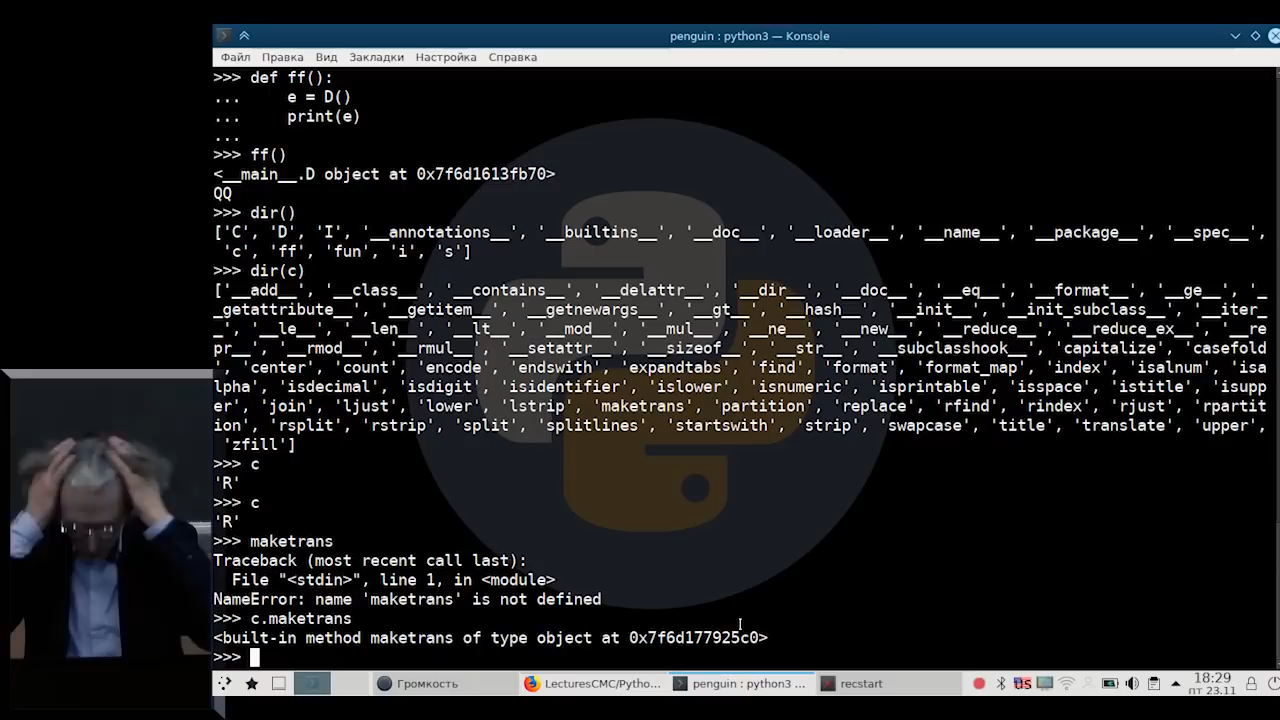 penguin : python3 — Konsole
Файл Правка Вид Закладки Настройка Справка
>>> def ff():
...     e = D()
...     print(e)
...
>>> ff()
<__main__.D object at 0x7f6d1613fb70>
QQ
>>> dir()
['C', 'D', 'I', '__annotations__', '__builtins__', '__doc__', '__loader__', '__name__', '__package__', '__spec__',
 'c', 'ff', 'fun', 'i', 's']
>>> dir(c)
['__add__', '__class__', '__contains__', '__delattr__', '__dir__', '__doc__', '__eq__', '__format__', '__ge__', '_
_getattribute__', '__getitem__', '__getnewargs__', '__gt__', '__hash__', '__init__', '__init_subclass__', '__iter_
_', '__le__', '__len__', '__lt__', '__mod__', '__mul__', '__ne__', '__new__', '__reduce__', '__reduce_ex__', '__re
pr__', '__rmod__', '__rmul__', '__setattr__', '__sizeof__', '__str__', '__subclasshook__', 'capitalize', 'casefold
', 'center', 'count', 'encode', 'endswith', 'expandtabs', 'find', 'format', 'format_map', 'index', 'isalnum', 'isa
lpha', 'isdecimal', 'isdigit', 'isidentifier', 'islower', 'isnumeric', 'isprintable', 'isspace', 'istitle', 'isupp
er', 'join', 'ljust', 'lower', 'lstrip', 'maketrans', 'partition', 'replace', 'rfind', 'rindex', 'rjust', 'rpartit
ion', 'rsplit', 'rstrip', 'split', 'splitlines', 'startswith', 'strip', 'swapcase', 'title', 'translate', 'upper',
 'zfill']
>>> c
'R'
>>> c
'R'
>>> maketrans
Traceback (most recent call last):
  File "<stdin>", line 1, in <module>
NameError: name 'maketrans' is not defined
>>> c.maketrans
<built-in method maketrans of type object at 0x7f6d177925c0>
>>>
Громкость LecturesCMC/Pytho... penguin : python3 ... recstart us 18:29
пт 23.11